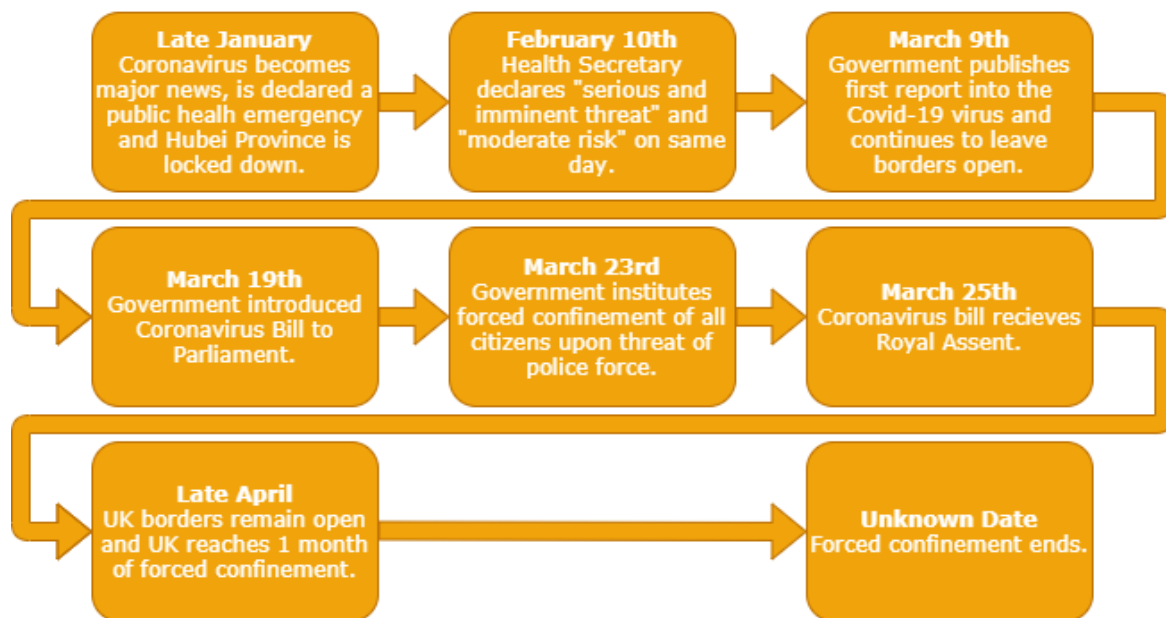 Late January
Coronavirus becomes
major news, is declared a
public healh emergency
and Hubei Province is
locked down.
February 10th
Health Secretary
declares "serious and
imminent threat" and
"moderate risk" on same
day.
March 9th
Government publishes
first report into the
Covid-19 virus and
continues to leave
borders open.
March 19th
Government introduced
Coronavirus Bill to
Parliament.
March 23rd
Government institutes
forced confinement of all
citizens upon threat of
police force.
March 25th
Coronavirus bill recieves
Royal Assent.
Late April
UK borders remain open
and UK reaches 1 month
of forced confinement.
Unknown Date
Forced confinement ends.